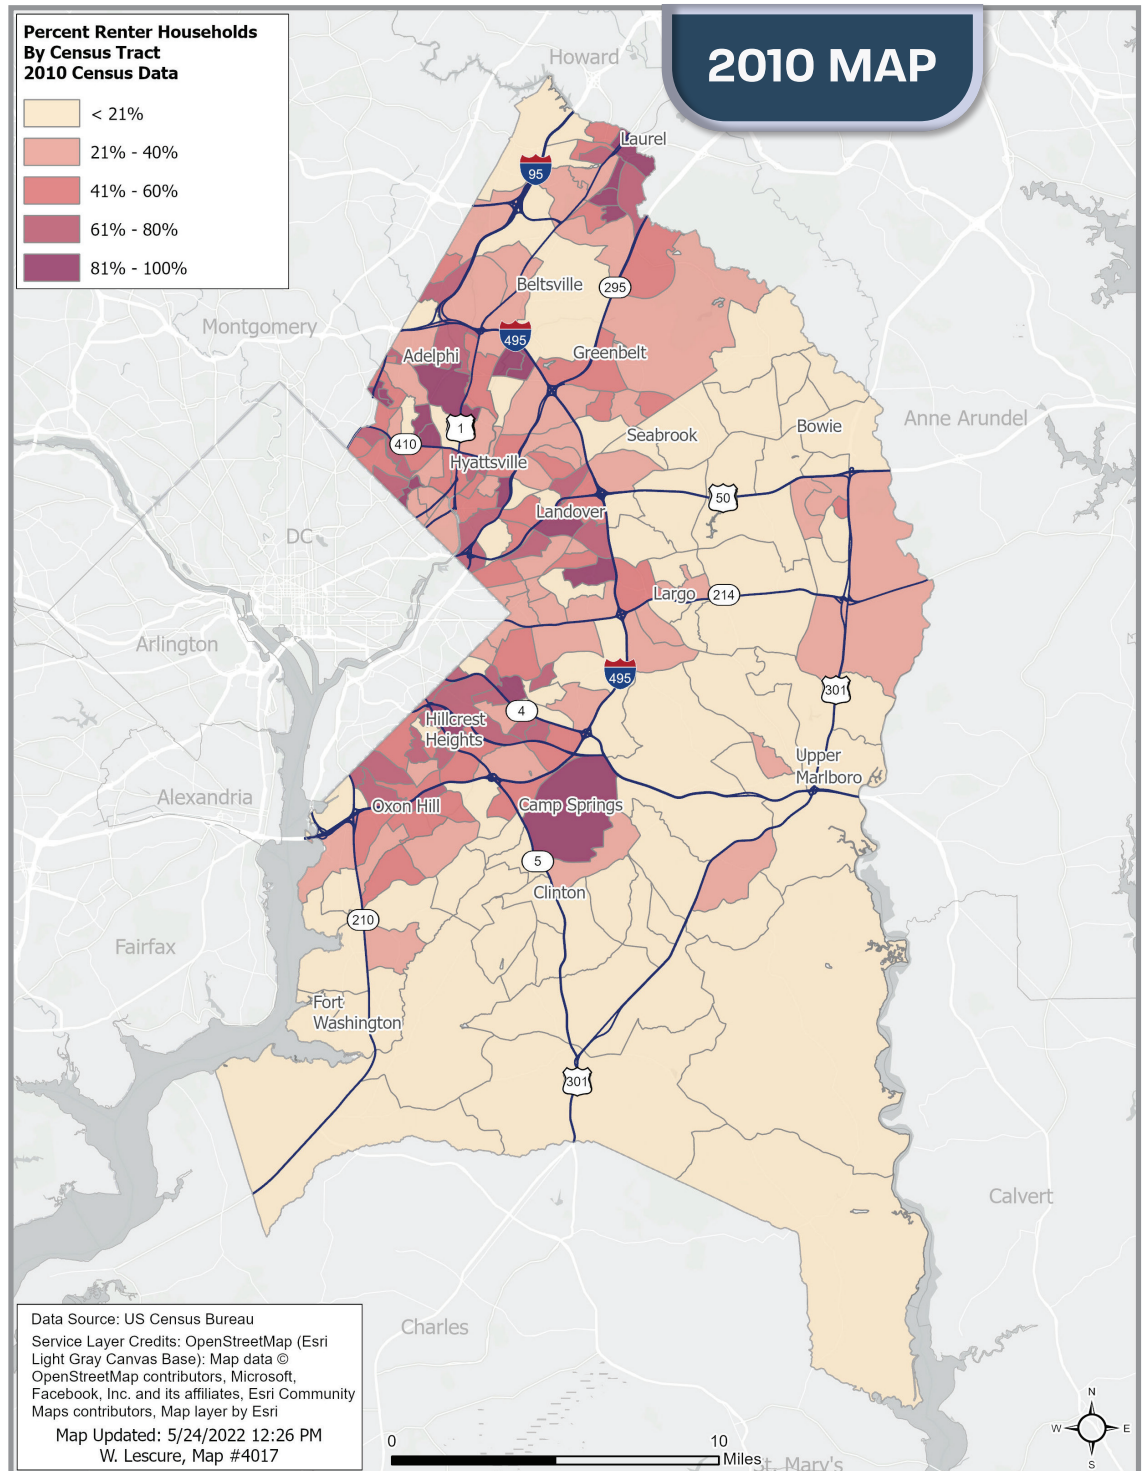 Percent Renter Households
By Census Tract
2010 Census Data
< 21%
21% - 40%
41% - 60%
61% - 80%
81% - 100%
2010 MAP
Howard
Laurel
95
Beltsville
295
Montgomery
495
Adelphi
Greenbelt
Anne Arundel
Bowie
Seabrook
1
410
Hyattsville
50
Landover
DC
Largo
214
Arlington
495
301
4
Hillcrest
Heights
Upper
Marlboro
Alexandria
Oxon Hill
Camp Springs
5
Clinton
210
Fairfax
Fort
Washington
301
Calvert
Charles
Data Source: US Census Bureau
Service Layer Credits: OpenStreetMap (Esri
Light Gray Canvas Base): Map data ©
OpenStreetMap contributors, Microsoft,
Facebook, Inc. and its affiliates, Esri Community
Maps contributors, Map layer by Esri
Map Updated: 5/24/2022 12:26 PM
W. Lescure, Map #4017
0 10
Miles
St. Mary's
N
W E
S